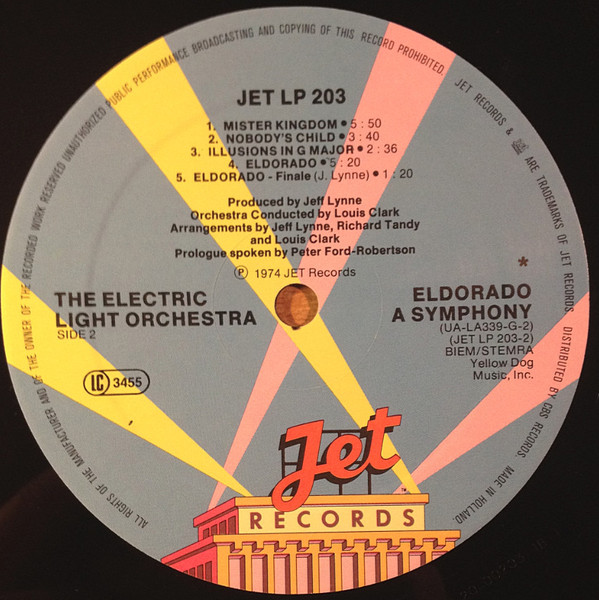 ALL RIGHTS OF THE MANUFACTURER AND BY THE OWNER OF THE RECORDED WORK RESERVED UNAUTHORIZED PUBLIC PERFORMANCE BROADCASTING AND COPYING OF THIS RECORD PROHIBITED. JET RECORDS & ARE TRADEMARKS OF JET RECORDS. DISTRIBUTED BY CBS RECORDS. MADE IN HOLLAND.
JET LP 203
1. MISTER KINGDOM • 5 : 50
2. NOBODY'S CHILD • 3 : 40
3. ILLUSIONS IN G MAJOR • 2 : 36
4. ELDORADO • 5 : 20
5. ELDORADO - Finale (J. Lynne) • 1 : 20
Produced by Jeff Lynne
Orchestra Conducted by Louis Clark
Arrangements by Jeff Lynne, Richard Tandy
and Louis Clark
Prologue spoken by Peter Ford-Robertson
℗ 1974 JET Records
THE ELECTRIC
LIGHT ORCHESTRA
SIDE 2
LC 3455
*
ELDORADO
A SYMPHONY
(UA-LA339-G-2)
(JET LP 203-2)
BIEM/STEMRA
Yellow Dog
Music, Inc.
Jet
RECORDS